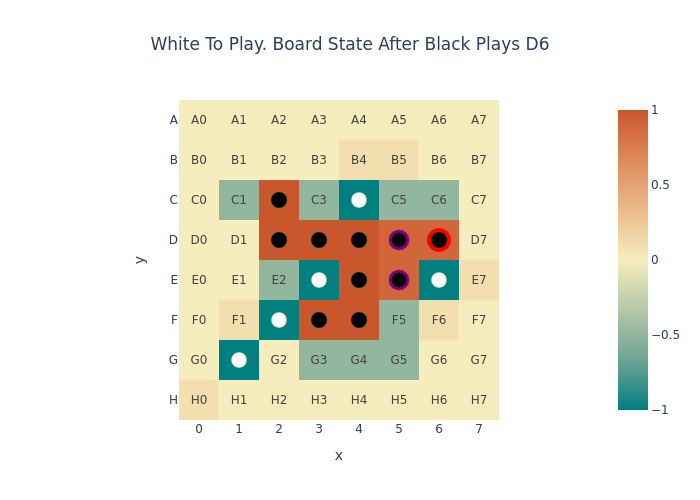 White To Play. Board State After Black Plays D6
A A0 A1 A2 A3 A4 A5 A6 A7
B B0 B1 B2 B3 B4 B5 B6 B7
C C0 C1 C3 C5 C6 C7
D D0 D1 D7
E E0 E1 E2 E7
F F0 F1 F5 F6 F7
G G0 G2 G3 G4 G5 G6 G7
H H0 H1 H2 H3 H4 H5 H6 H7
0 1 2 3 4 5 6 7
x
y
1
0.5
0
−0.5
−1